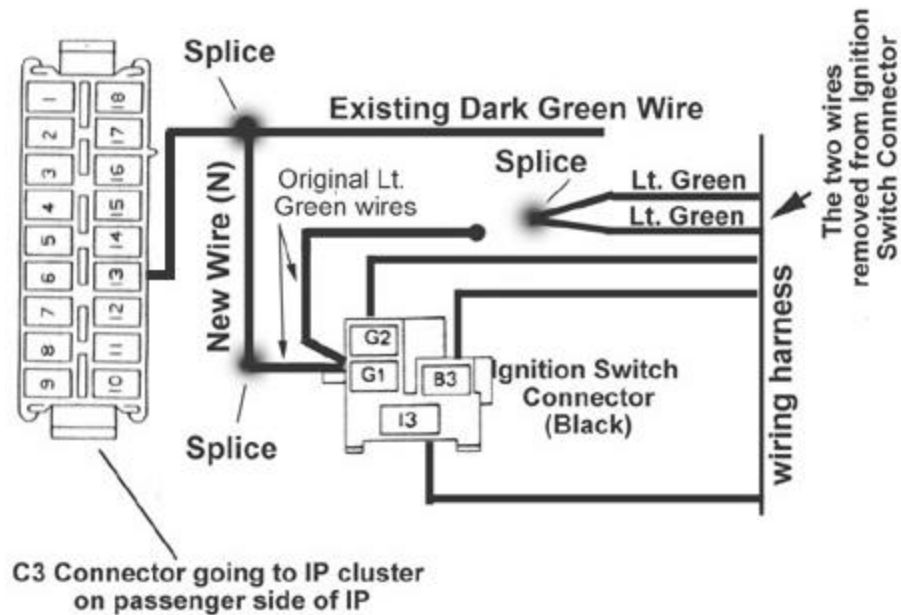 Splice
Existing Dark Green Wire
Splice
Original Lt.
Green wires
Lt. Green
Lt. Green
The two wires
removed from Ignition
Switch Connector
New Wire (N)
1
2
3
4
5
6
7
8
9
18
17
16
15
14
13
12
11
10
G2
G1
B3
I3
Ignition Switch
Connector
(Black)
wiring harness
Splice
C3 Connector going to IP cluster
on passenger side of IP